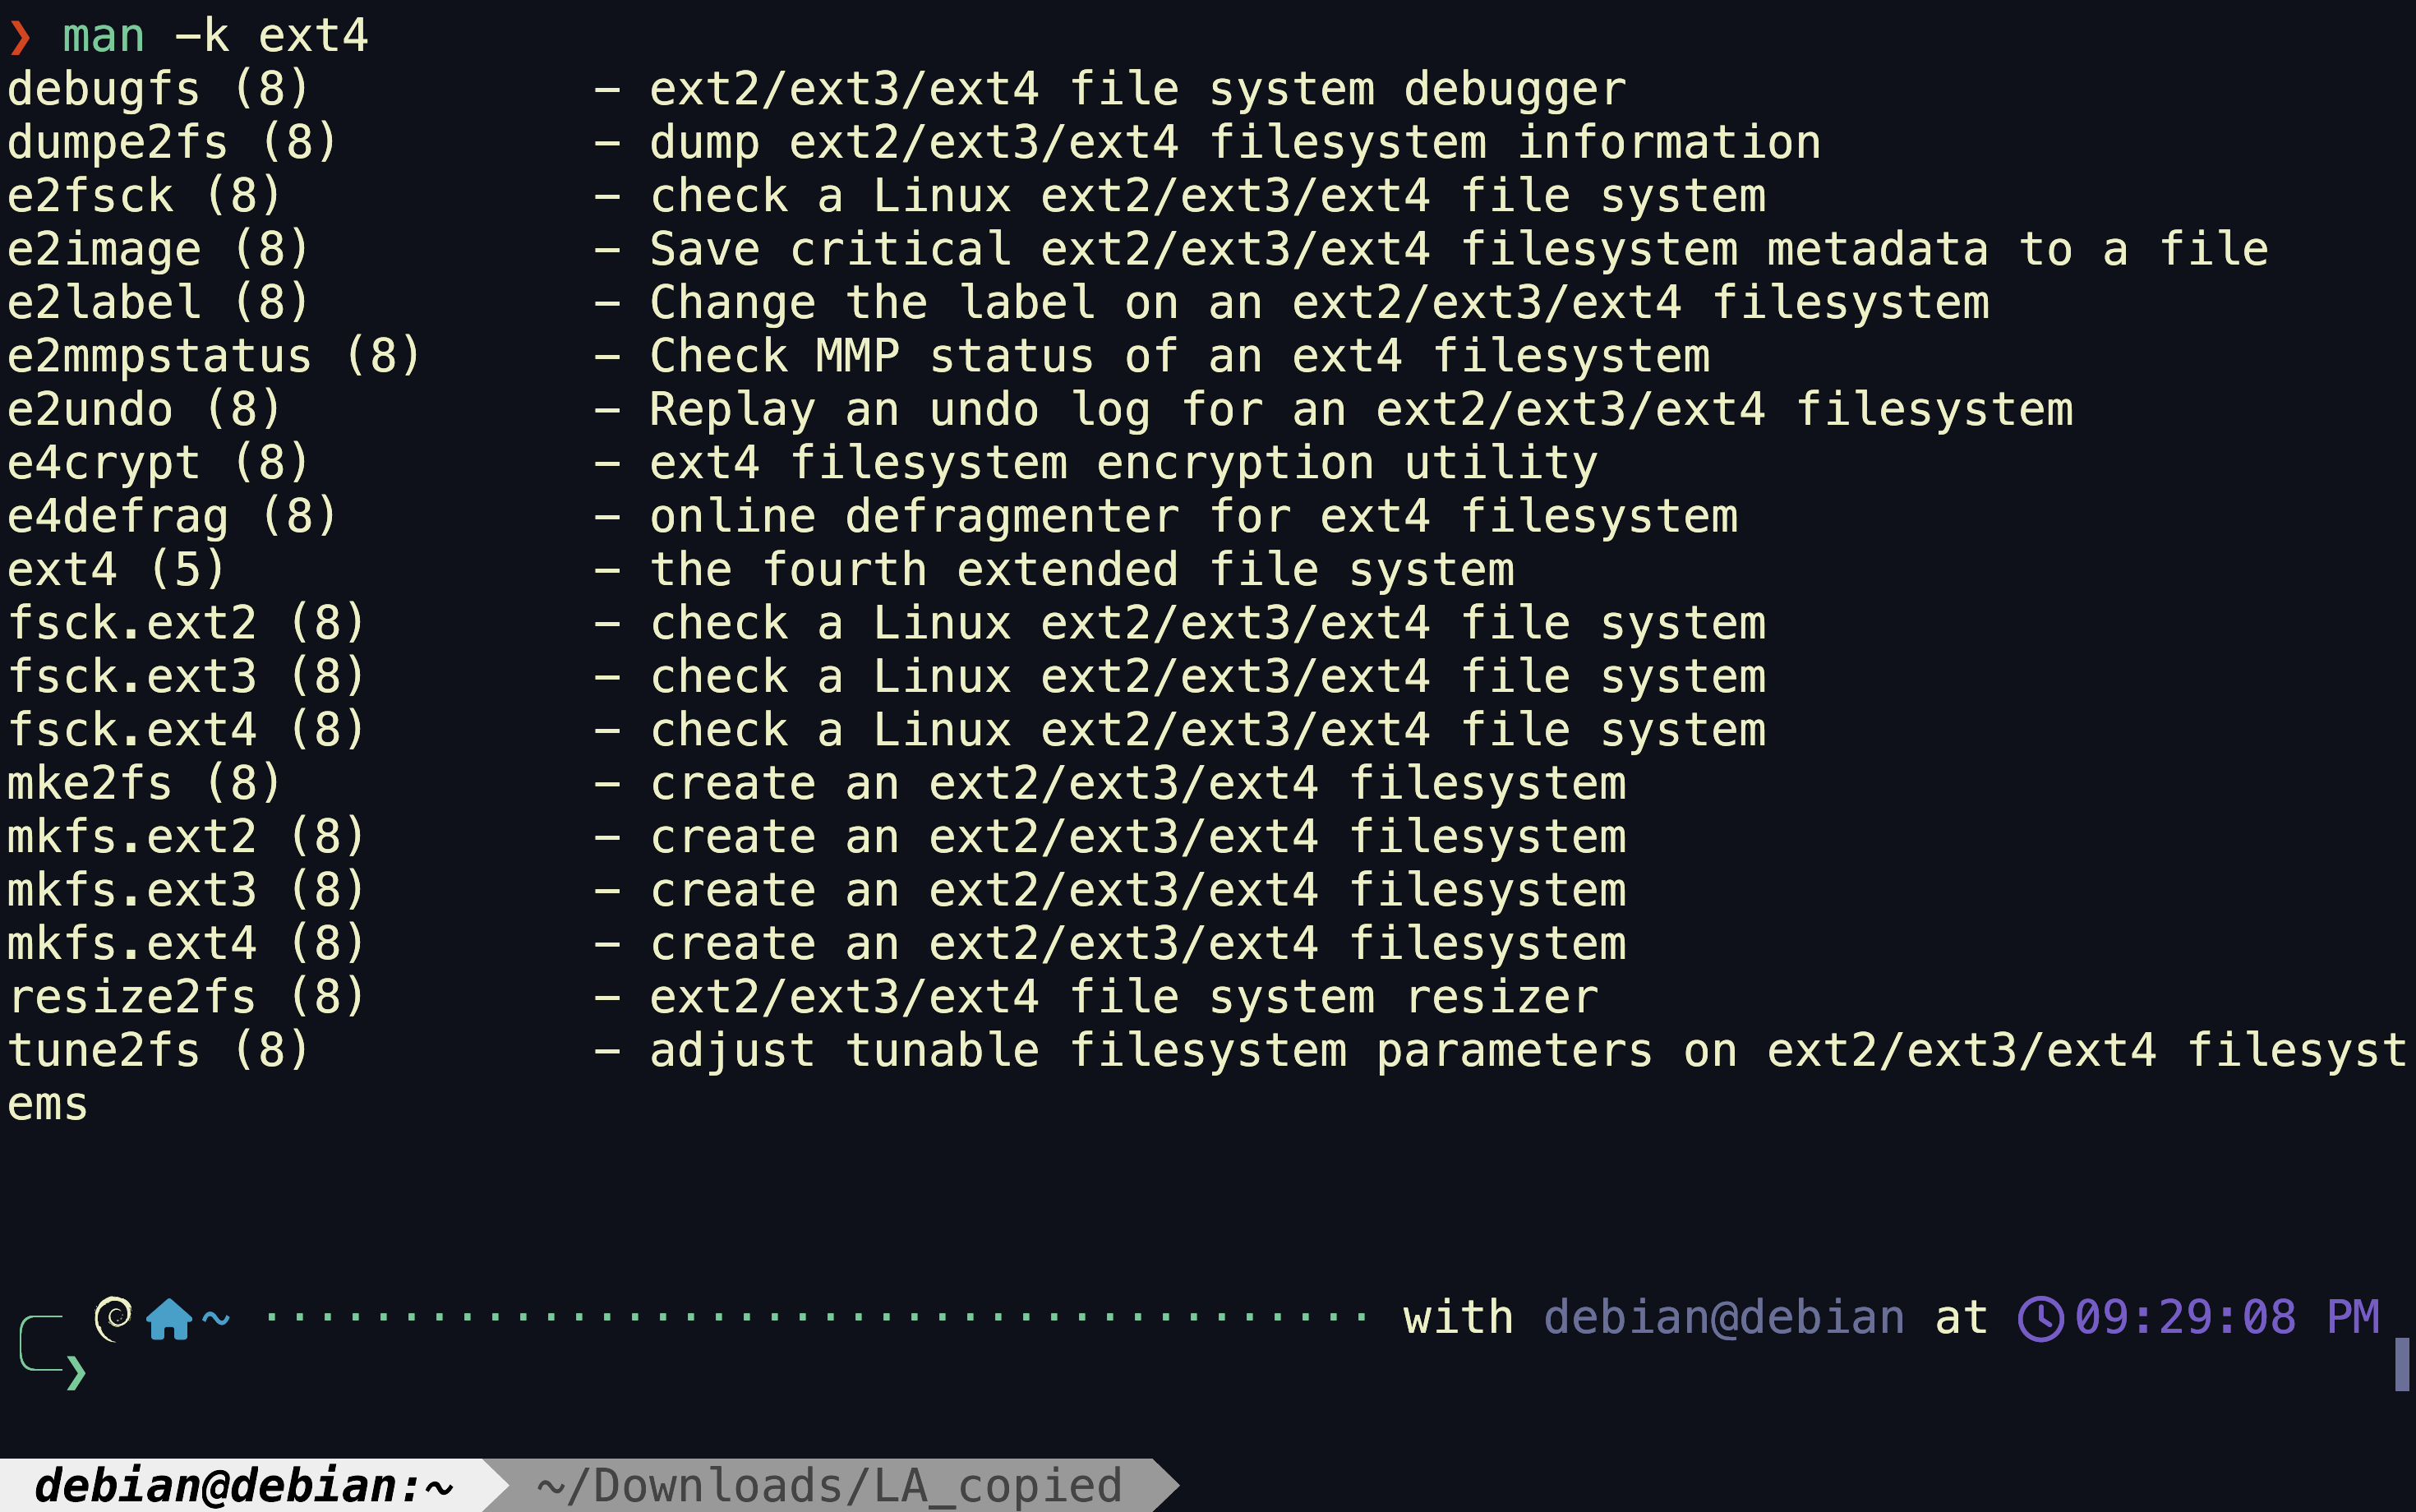 ❯ man -k ext4
debugfs (8)          - ext2/ext3/ext4 file system debugger
dumpe2fs (8)         - dump ext2/ext3/ext4 filesystem information
e2fsck (8)           - check a Linux ext2/ext3/ext4 file system
e2image (8)          - Save critical ext2/ext3/ext4 filesystem metadata to a file
e2label (8)          - Change the label on an ext2/ext3/ext4 filesystem
e2mmpstatus (8)      - Check MMP status of an ext4 filesystem
e2undo (8)           - Replay an undo log for an ext2/ext3/ext4 filesystem
e4crypt (8)          - ext4 filesystem encryption utility
e4defrag (8)         - online defragmenter for ext4 filesystem
ext4 (5)             - the fourth extended file system
fsck.ext2 (8)        - check a Linux ext2/ext3/ext4 file system
fsck.ext3 (8)        - check a Linux ext2/ext3/ext4 file system
fsck.ext4 (8)        - check a Linux ext2/ext3/ext4 file system
mke2fs (8)           - create an ext2/ext3/ext4 filesystem
mkfs.ext2 (8)        - create an ext2/ext3/ext4 filesystem
mkfs.ext3 (8)        - create an ext2/ext3/ext4 filesystem
mkfs.ext4 (8)        - create an ext2/ext3/ext4 filesystem
resize2fs (8)        - ext2/ext3/ext4 file system resizer
tune2fs (8)          - adjust tunable filesystem parameters on ext2/ext3/ext4 filesyst
ems
~ ········································ with debian@debian at 09:29:08 PM
❯
debian@debian:~ ~/Downloads/LA_copied